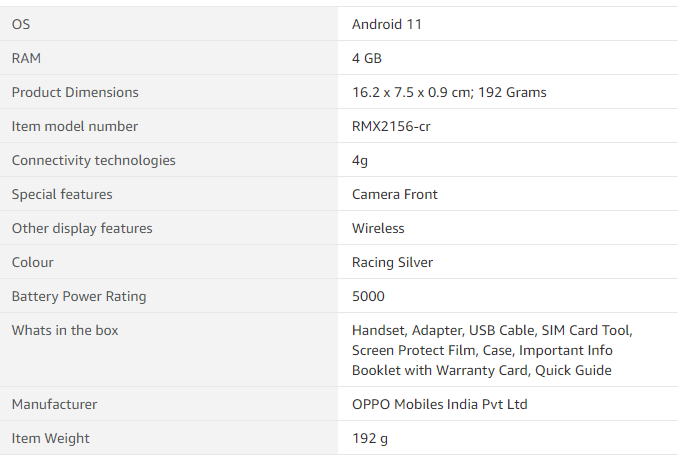 OS Android 11
RAM 4 GB
Product Dimensions 16.2 x 7.5 x 0.9 cm; 192 Grams
Item model number RMX2156-cr
Connectivity technologies 4g
Special features Camera Front
Other display features Wireless
Colour Racing Silver
Battery Power Rating 5000
Whats in the box Handset, Adapter, USB Cable, SIM Card Tool,
Screen Protect Film, Case, Important Info
Booklet with Warranty Card, Quick Guide
Manufacturer OPPO Mobiles India Pvt Ltd
Item Weight 192 g